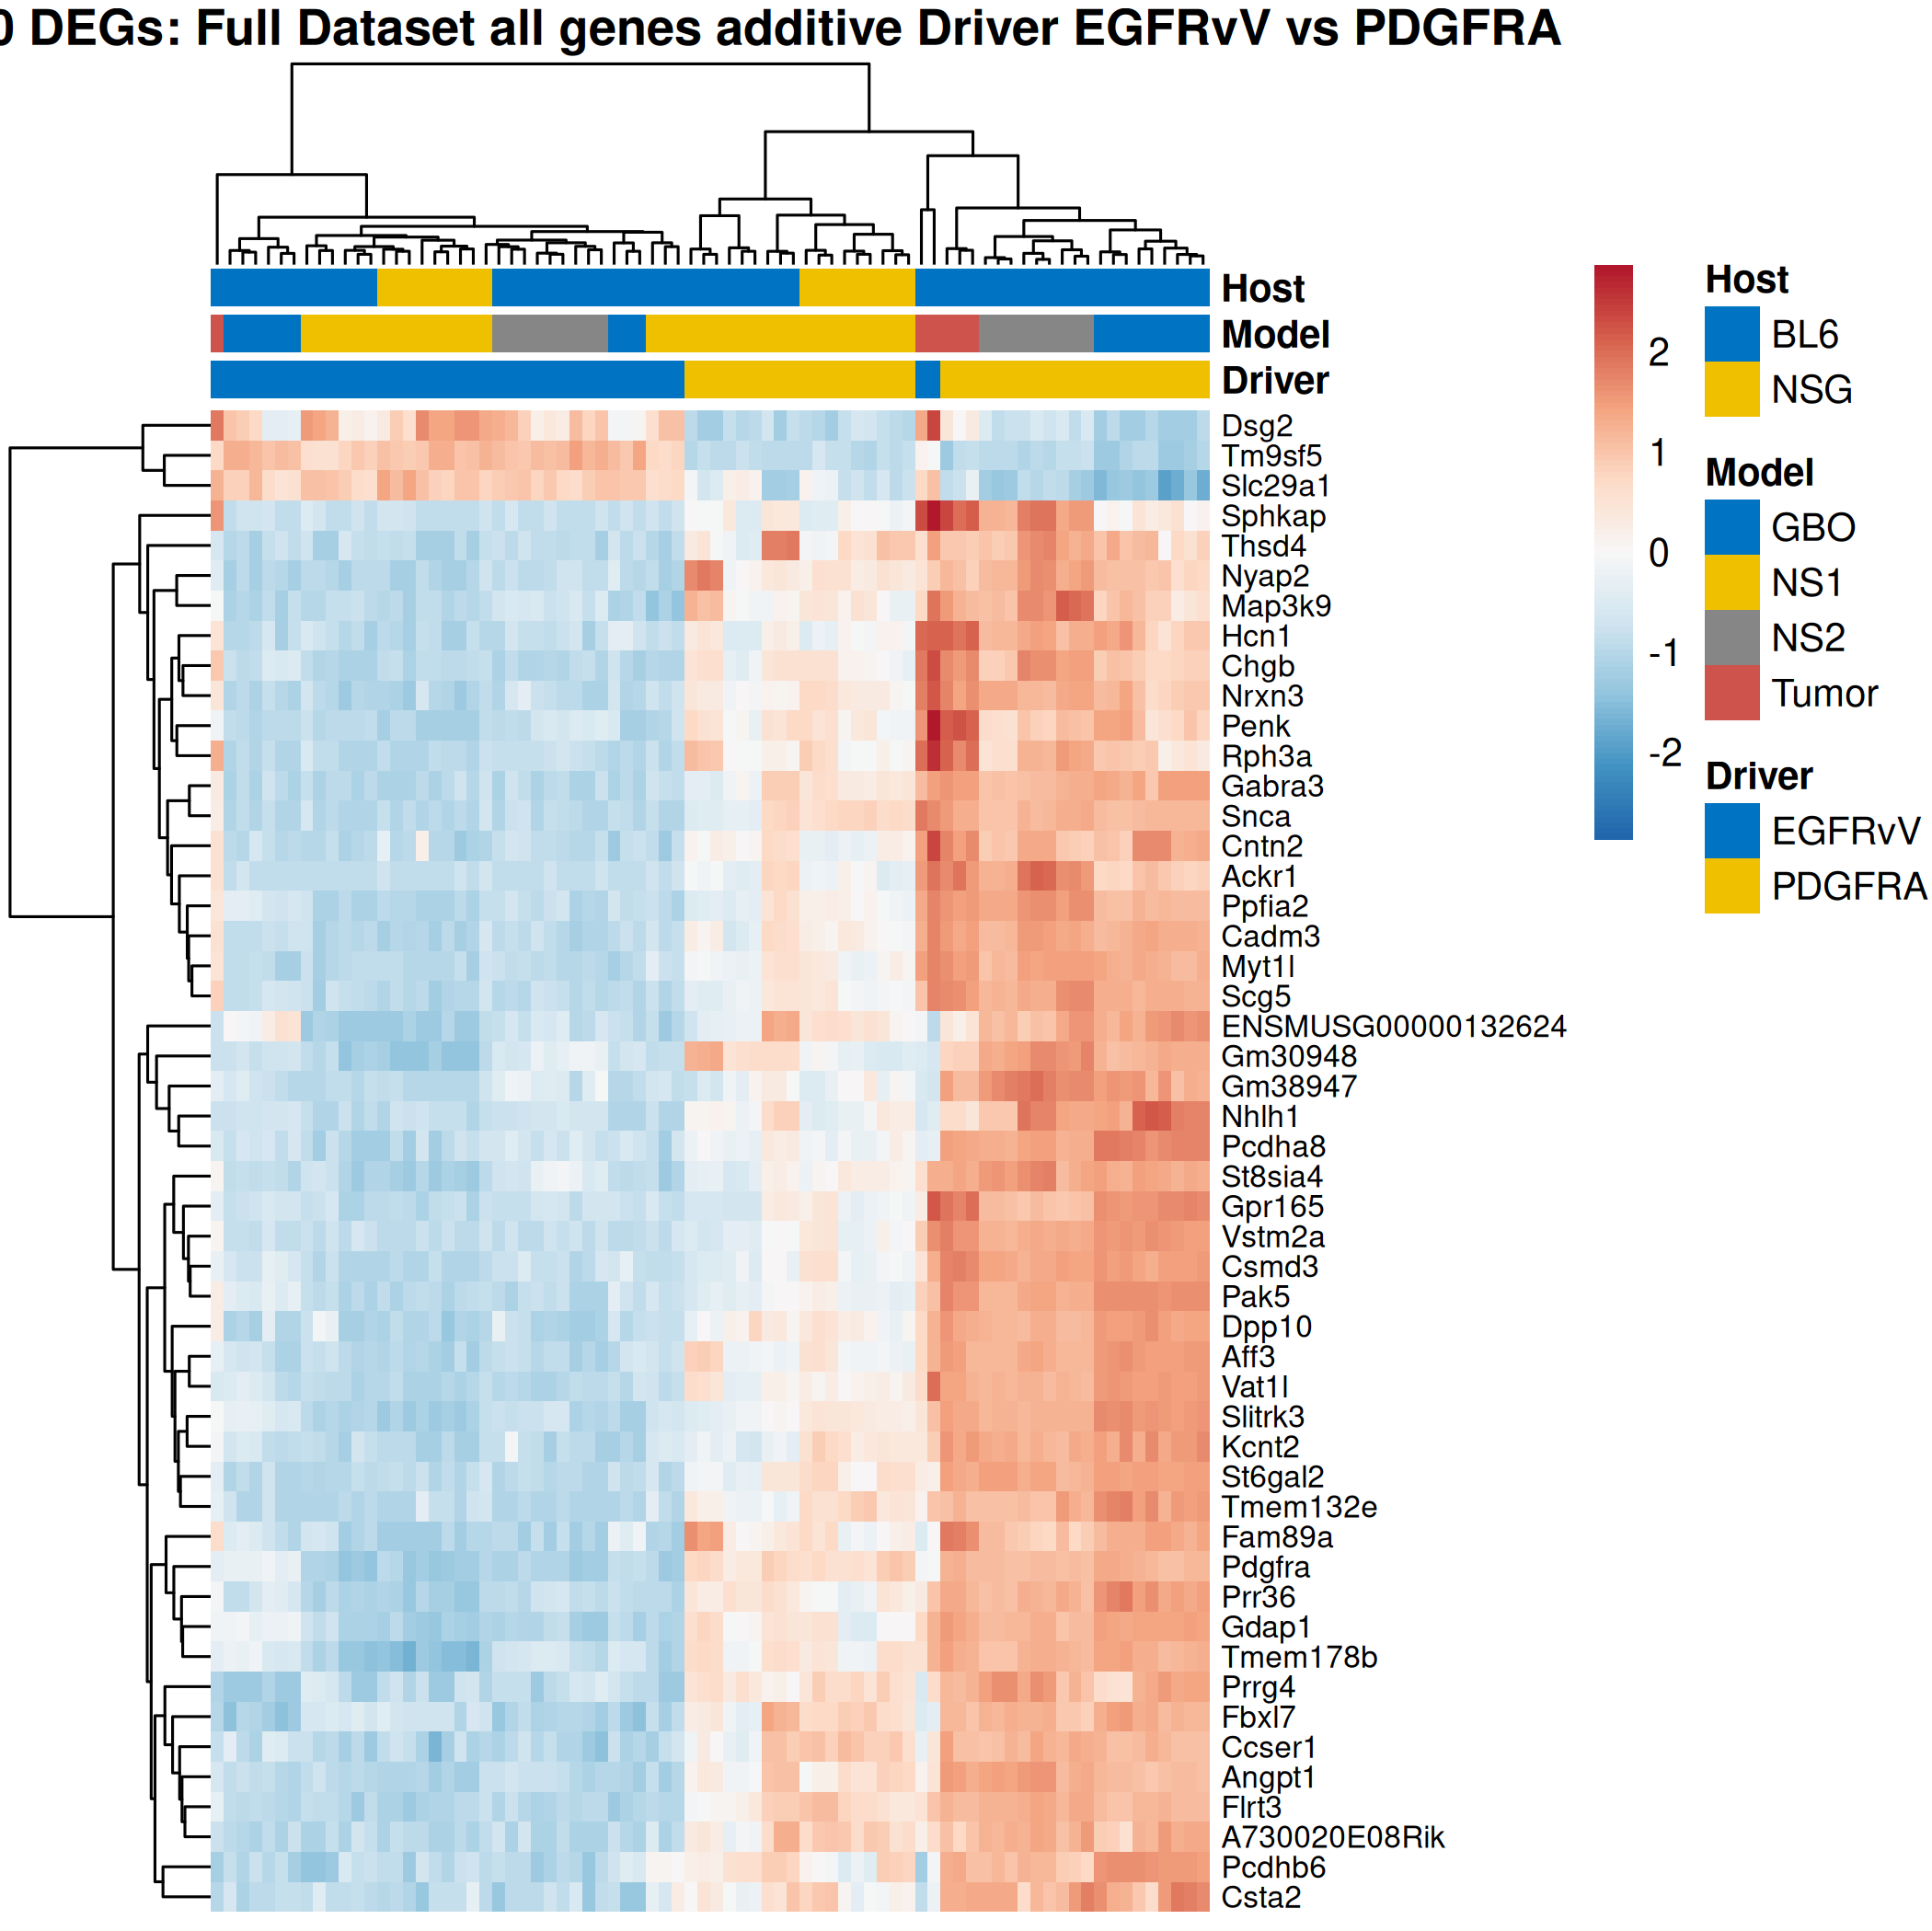 0 DEGs: Full Dataset all genes additive Driver EGFRvV vs PDGFRA
Host
Model
Driver
Dsg2
Tm9sf5
Slc29a1
Sphkap
Thsd4
Nyap2
Map3k9
Hcn1
Chgb
Nrxn3
Penk
Rph3a
Gabra3
Snca
Cntn2
Ackr1
Ppfia2
Cadm3
Myt1l
Scg5
ENSMUSG00000132624
Gm30948
Gm38947
Nhlh1
Pcdha8
St8sia4
Gpr165
Vstm2a
Csmd3
Pak5
Dpp10
Aff3
Vat1l
Slitrk3
Kcnt2
St6gal2
Tmem132e
Fam89a
Pdgfra
Prr36
Gdap1
Tmem178b
Prrg4
Fbxl7
Ccser1
Angpt1
Flrt3
A730020E08Rik
Pcdhb6
Csta2
2
1
0
-1
-2
Host
BL6
NSG
Model
GBO
NS1
NS2
Tumor
Driver
EGFRvV
PDGFRA